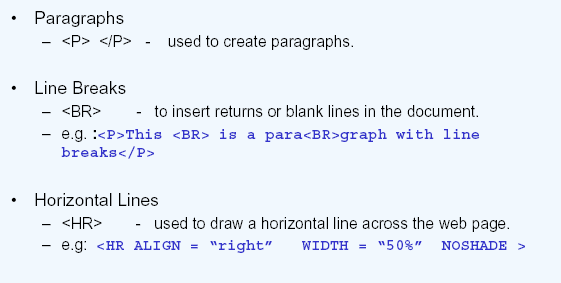 • Paragraphs
– <P> </P> - used to create paragraphs.
• Line Breaks
– <BR> - to insert returns or blank lines in the document.
– e.g. :<P>This <BR> is a para<BR>graph with line
breaks</P>
• Horizontal Lines
– <HR> - used to draw a horizontal line across the web page.
– e.g: <HR ALIGN = “right” WIDTH = “50%” NOSHADE >